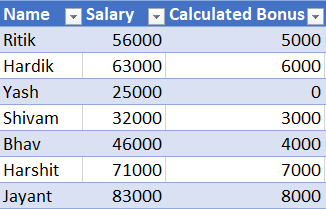 Name Salary Calculated Bonus
Ritik 56000 5000
Hardik 63000 6000
Yash 25000 0
Shivam 32000 3000
Bhav 46000 4000
Harshit 71000 7000
Jayant 83000 8000